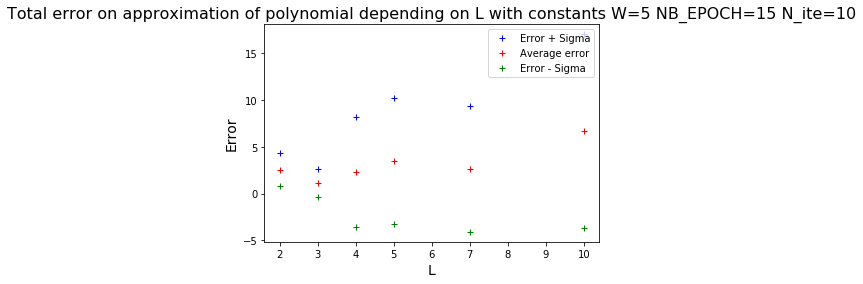 Total error on approximation of polynomial depending on L with constants W=5 NB_EPOCH=15 N_ite=10
Error + Sigma
Average error
Error - Sigma
15
10
5
0
−5
Error
2 3 4 5 6 7 8 9 10
L